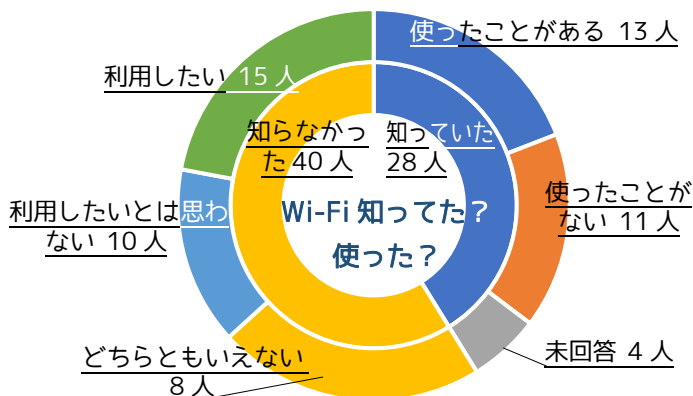 使ったことがある 13 人
利用したい 15 人
知らなかっ
た 40 人
知っていた
28 人
使ったことが
ない 11 人
利用したいとは思わ
ない 10 人
Wi-Fi 知ってた？
使った？
どちらともいえない
8 人
未回答 4 人